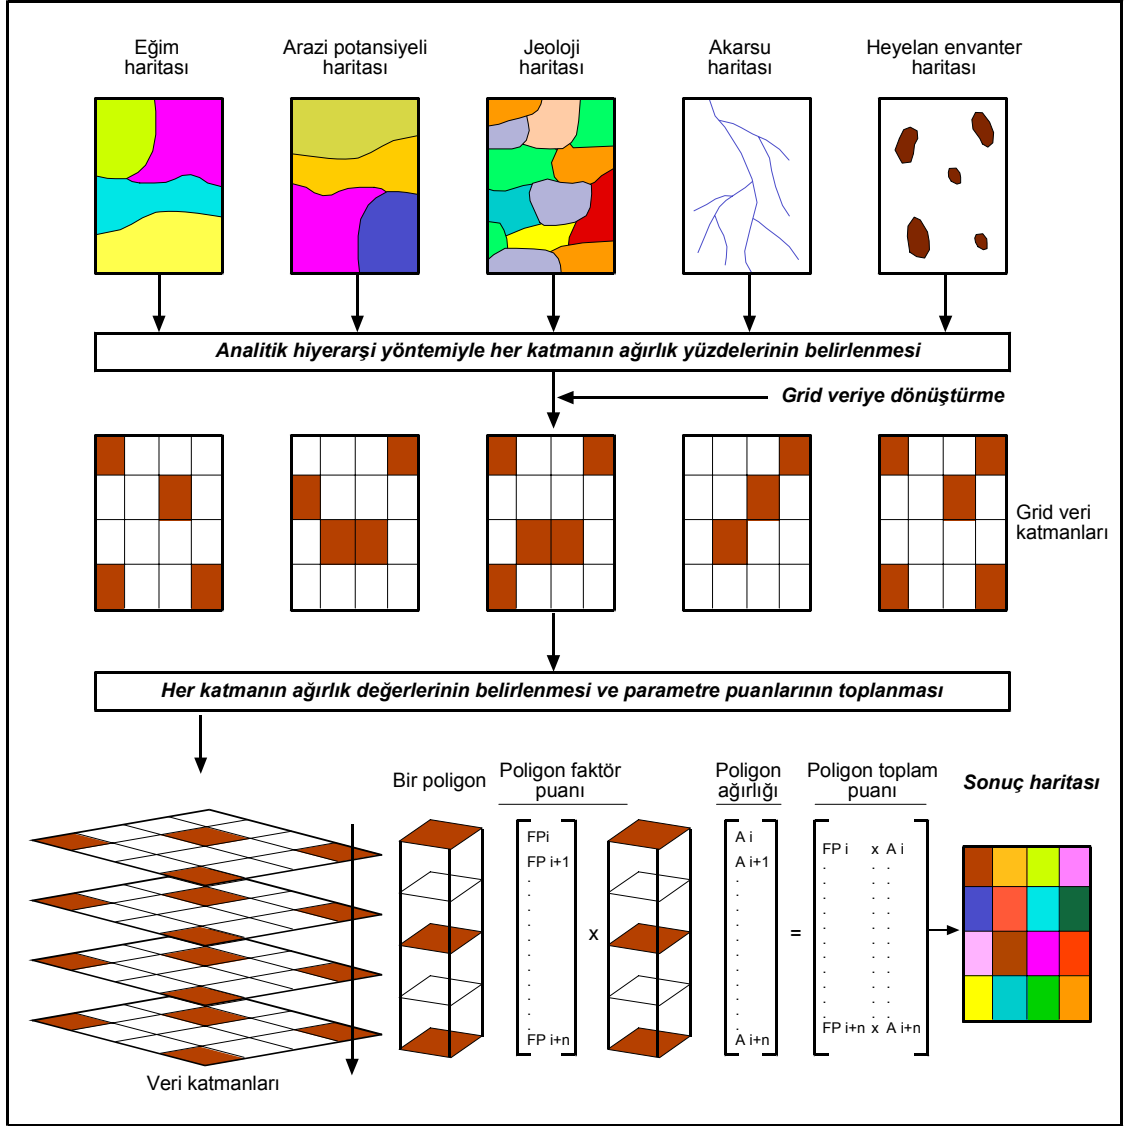 Eğim
haritası
Arazi potansiyeli
haritası
Jeoloji
haritası
Akarsu
haritası
Heyelan envanter
haritası
Analitik hiyerarşi yöntemiyle her katmanın ağırlık yüzdelerinin belirlenmesi
Grid veriye dönüştürme
Grid veri
katmanları
Her katmanın ağırlık değerlerinin belirlenmesi ve parametre puanlarının toplanması
Bir poligon
Poligon faktör
puanı
Poligon
ağırlığı
Poligon toplam
puanı
Sonuç haritası
FPi
FP i+1
.
.
.
.
.
.
.
.
.
.
FP i+n
x
A i
A i+1
.
.
.
.
.
.
.
.
.
.
A i+n
=
FP i x A i
. . .
. . .
. . .
. . .
. . .
. . .
. . .
. . .
. . .
. . .
FP i+n x A i+n
Veri katmanları